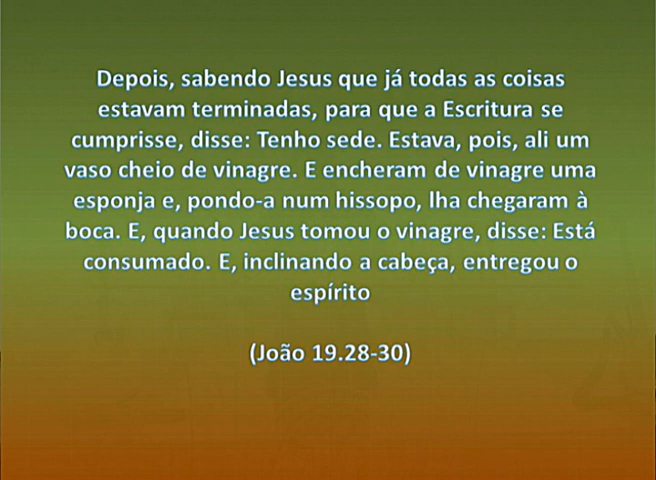 Depois, sabendo Jesus que já todas as coisas
estavam terminadas, para que a Escritura se
cumprisse, disse: Tenho sede. Estava, pois, ali um
vaso cheio de vinagre. E encheram de vinagre uma
esponja e, pondo-a num hissopo, lha chegaram à
boca. E, quando Jesus tomou o vinagre, disse: Está
consumado. E, inclinando a cabeça, entregou o
espírito
(João 19.28-30)